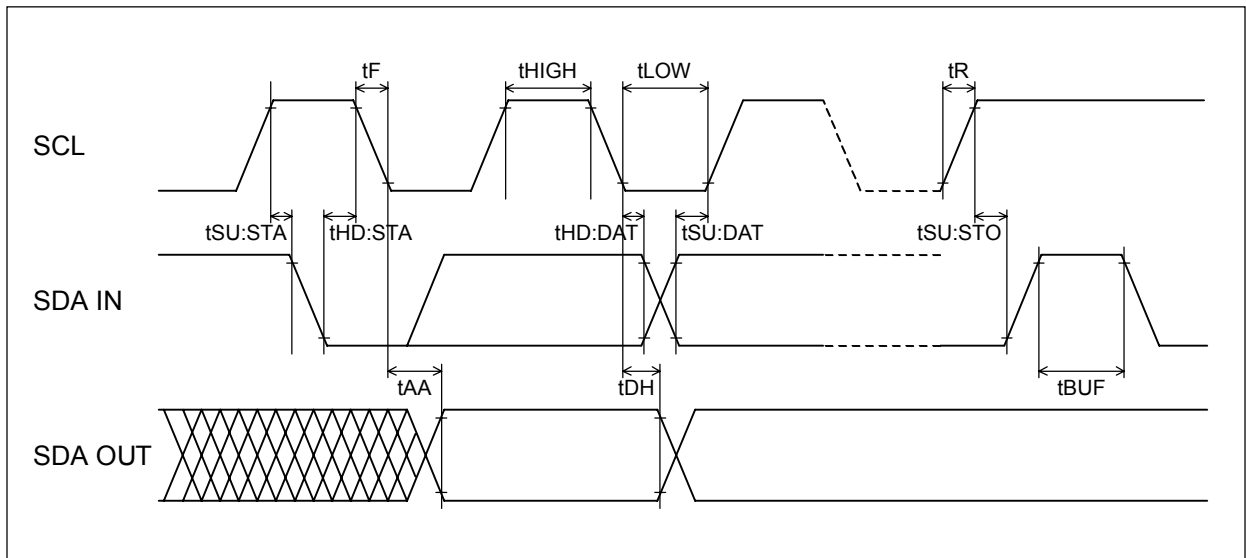 tF tHIGH tLOW tR
SCL
tSU:STA tHD:STA tHD:DAT tSU:DAT tSU:STO
SDA IN
tAA tDH tBUF
SDA OUT